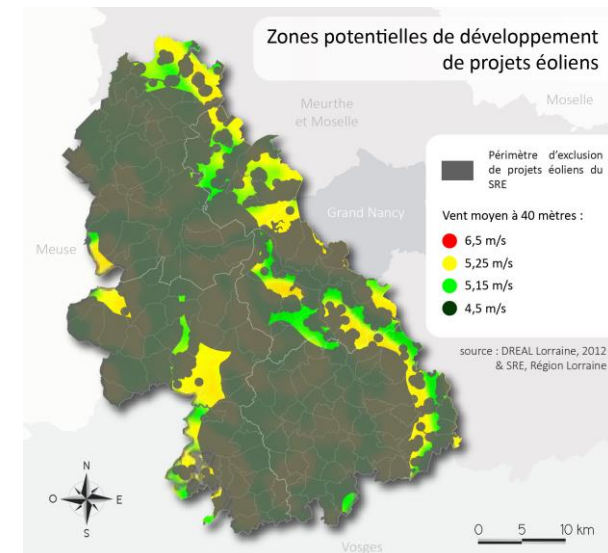 Zones potentielles de développement
de projets éoliens
Moselle
Meurthe
et Moselle
Périmètre d'exclusion
de projets éoliens du
SRE
Grand Nancy
Vent moyen à 40 mètres :
6,5 m/s
Meuse
5,25 m/s
5,15 m/s
4,5 m/s
source : DREAL Lorraine, 2012
& SRE, Région Lorraine
N
O
E
S
0 5 10 km
Vosges